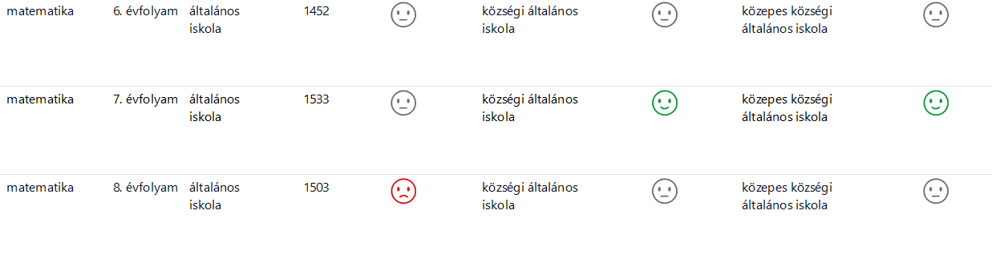 matematika 6. évfolyam általános 1452 községi általános közepes községi
iskola iskola általános iskola
matematika 7. évfolyam általános 1533 községi általános közepes községi
iskola iskola általános iskola
matematika 8. évfolyam általános 1503 községi általános közepes községi
iskola iskola általános iskola